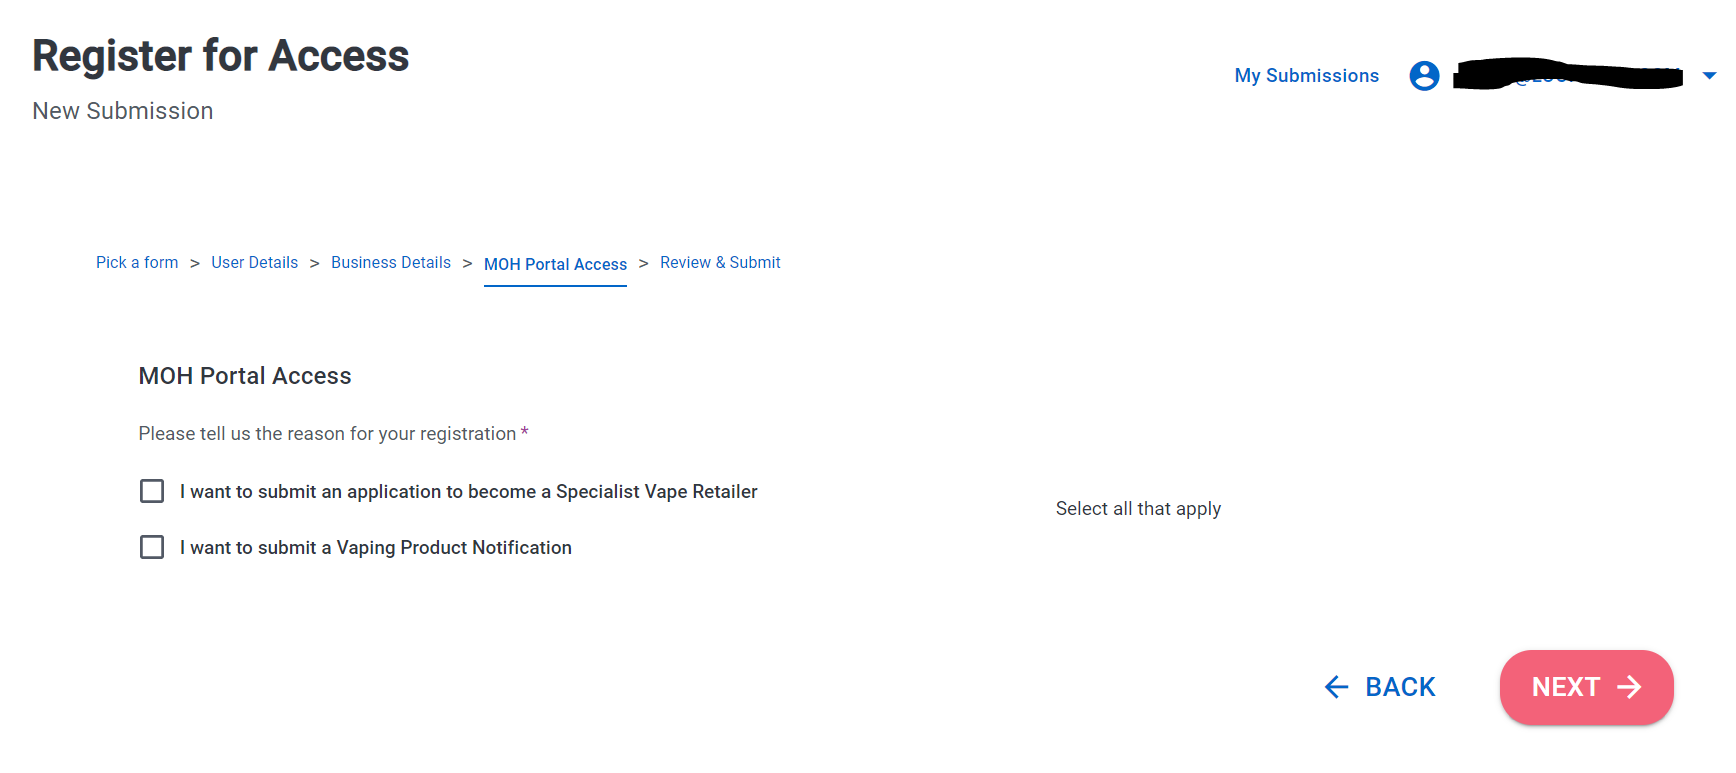 Register for Access
New Submission
My Submissions
Pick a form > User Details > Business Details > MOH Portal Access > Review & Submit
MOH Portal Access
Please tell us the reason for your registration *
I want to submit an application to become a Specialist Vape Retailer
Select all that apply
I want to submit a Vaping Product Notification
BACK
NEXT